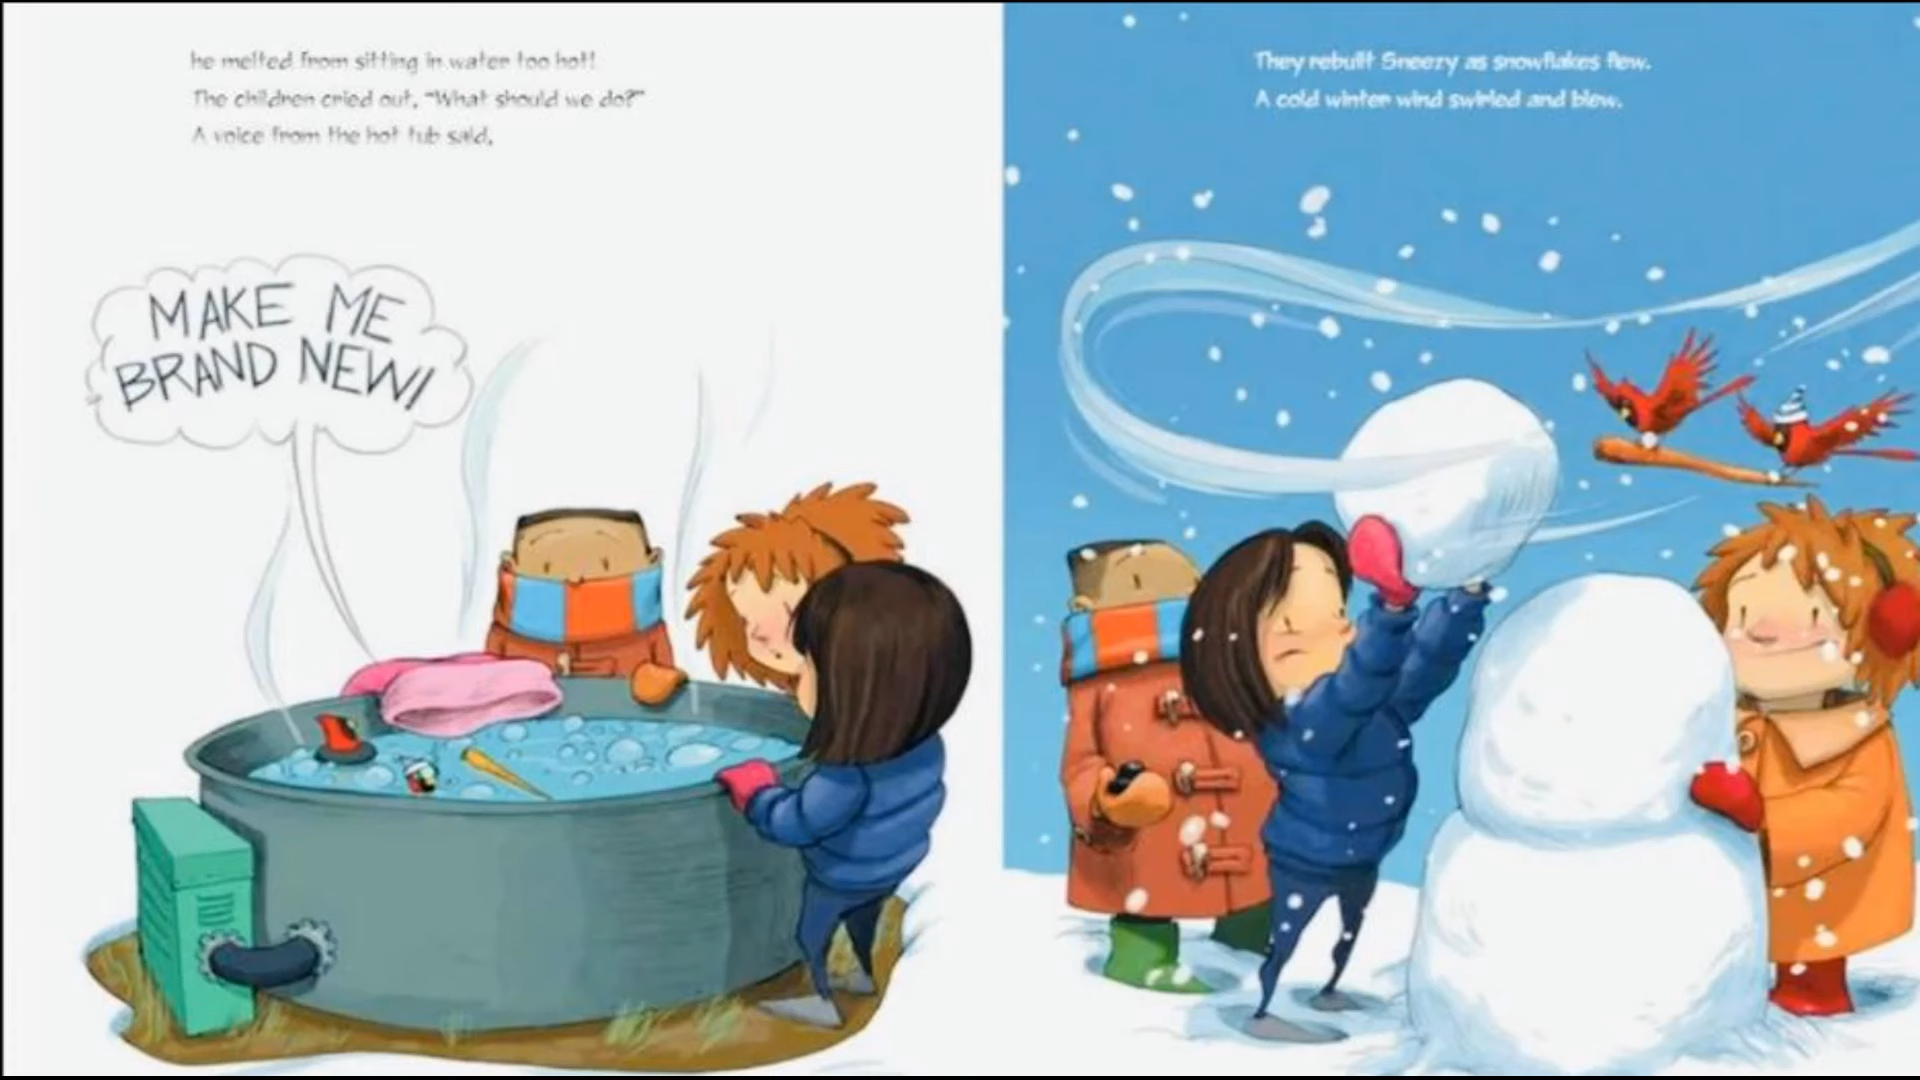 he melted from sitting in water too hot!
The children cried out, "What should we do?"
A voice from the hot tub said,
MAKE ME
BRAND NEW!
They rebuilt Sneezy as snowflakes flew.
A cold winter wind swirled and blew.